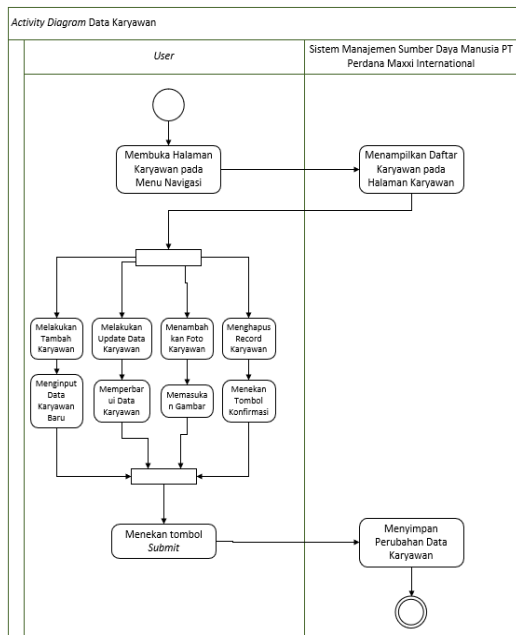 Activity Diagram Data Karyawan
User
Sistem Manajemen Sumber Daya Manusia PT
Perdana Maxxi International
Membuka Halaman
Karyawan pada
Menu Navigasi
Menampilkan Daftar
Karyawan pada
Halaman Karyawan
Melakukan
Tambah
Karyawan
Melakukan
Update Data
Karyawan
Menambah
kan Foto
Karyawan
Menghapus
Record
Karyawan
Menginput
Data
Karyawan
Baru
Memperbar
ui Data
Karyawan
Memasuka
n Gambar
Menekan
Tombol
Konfirmasi
Menekan tombol
Submit
Menyimpan
Perubahan Data
Karyawan